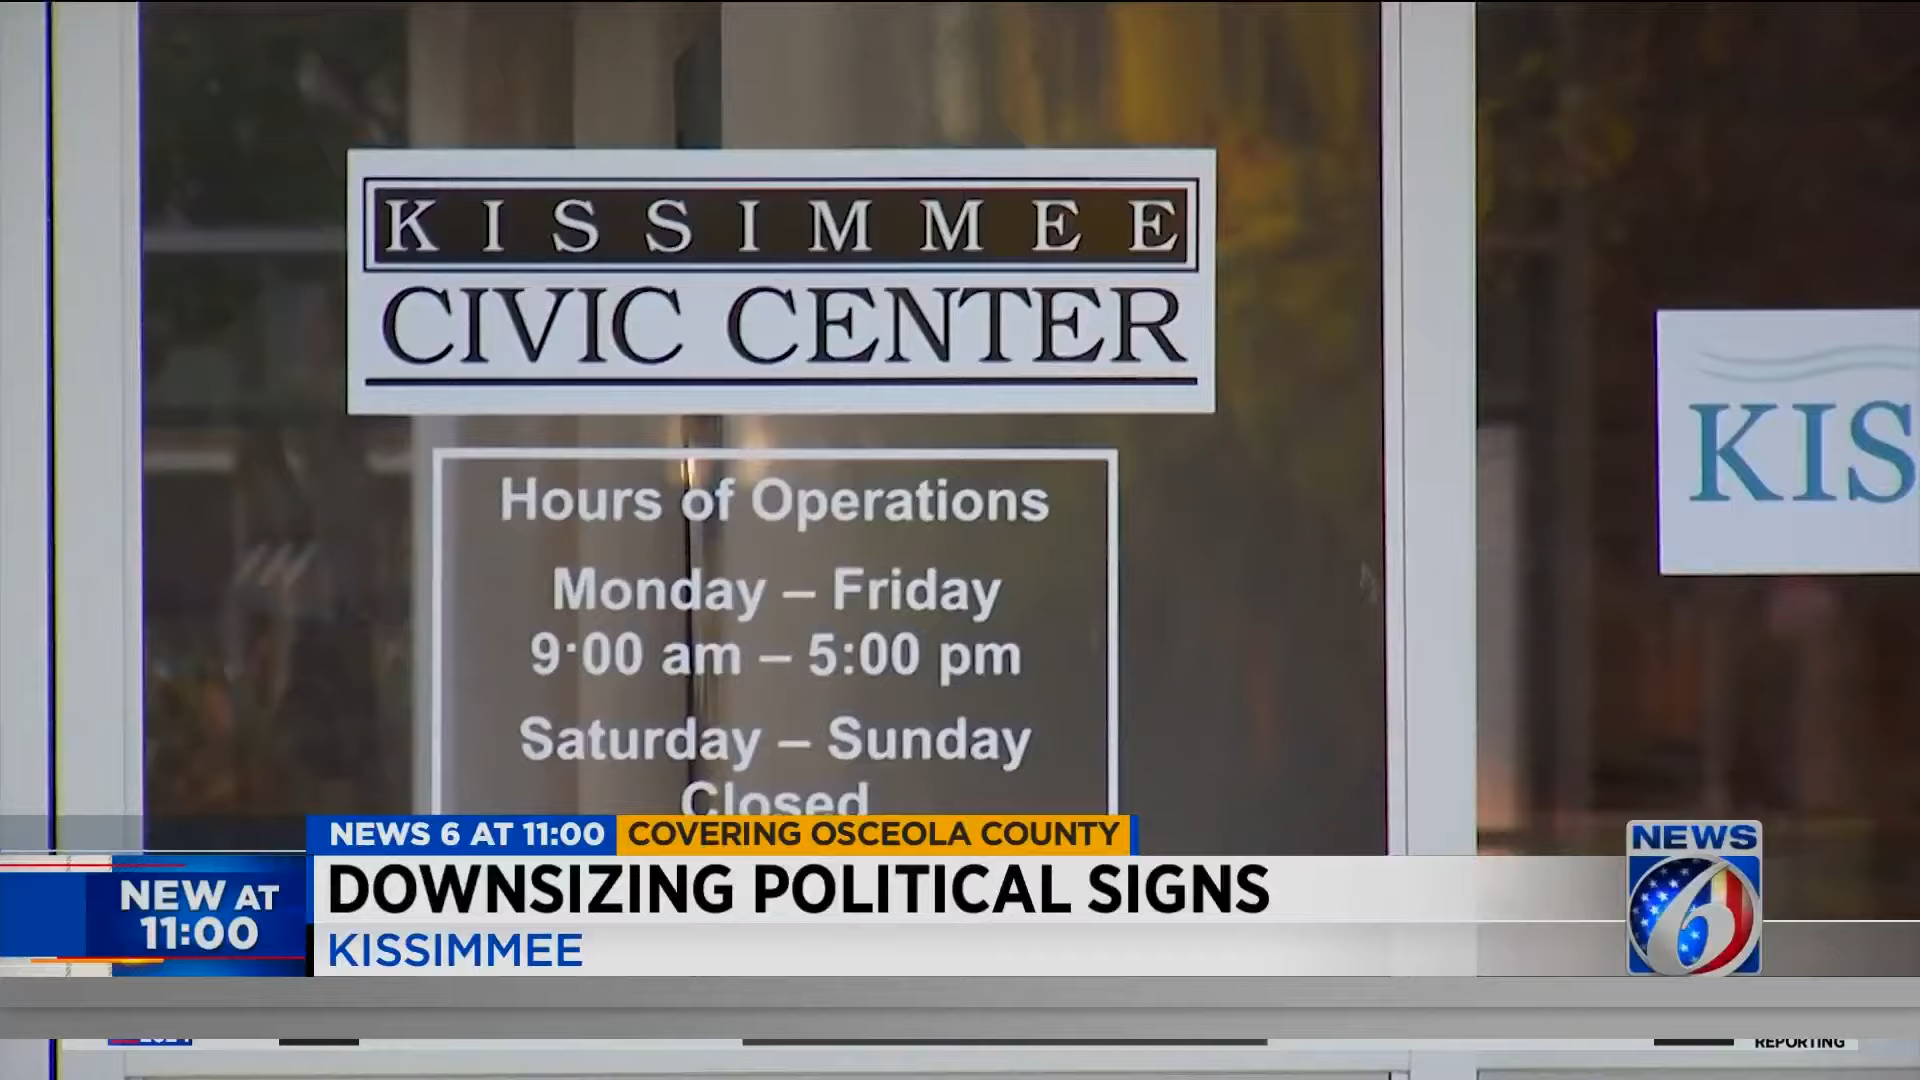 KISSIMMEE
CIVIC CENTER
KIS
Hours of Operations
Monday – Friday
9:00 am – 5:00 pm
Saturday – Sunday
Closed
NEWS 6 AT 11:00 COVERING OSCEOLA COUNTY
NEW AT
11:00
DOWNSIZING POLITICAL SIGNS
KISSIMMEE
NEWS
6
REPORTING